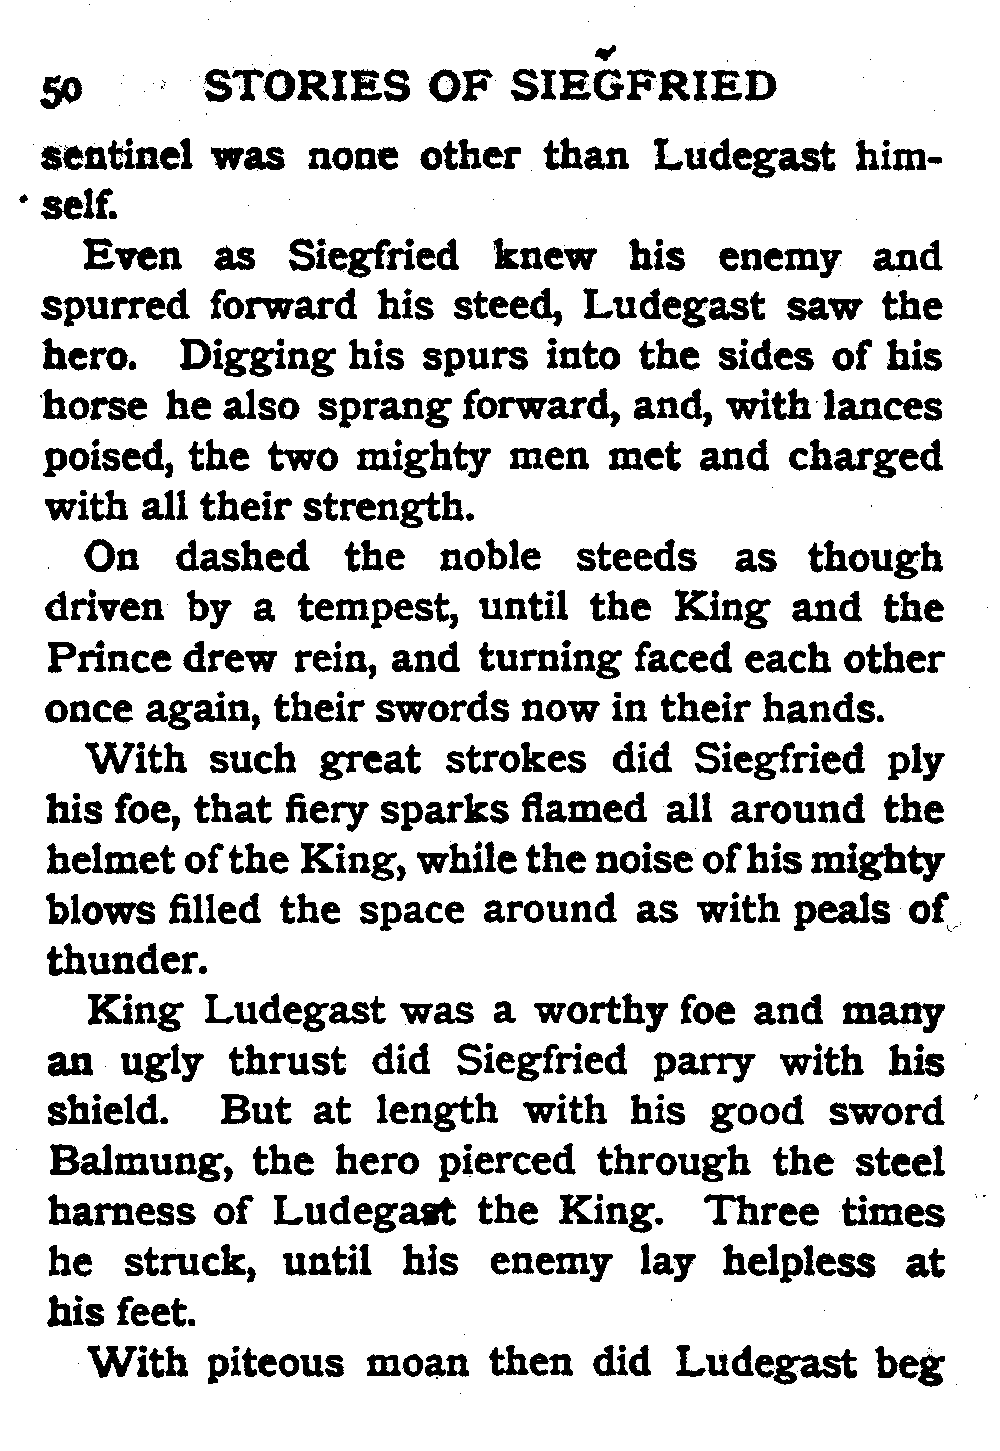 50 STORIES OF SIEGFRIED
sentinel was none other than Ludegast him-
self.
Even as Siegfried knew his enemy and
spurred forward his steed, Ludegast saw the
hero. Digging his spurs into the sides of his
horse he also sprang forward, and, with lances
poised, the two mighty men met and charged
with all their strength.
On dashed the noble steeds as though
driven by a tempest, until the King and the
Prince drew rein, and turning faced each other
once again, their swords now in their hands.
With such great strokes did Siegfried ply
his foe, that fiery sparks flamed all around the
helmet of the King, while the noise of his mighty
blows filled the space around as with peals of
thunder.
King Ludegast was a worthy foe and many
an ugly thrust did Siegfried parry with his
shield. But at length with his good sword
Balmung, the hero pierced through the steel
harness of Ludegast the King. Three times
he struck, until his enemy lay helpless at
his feet.
With piteous moan then did Ludegast beg